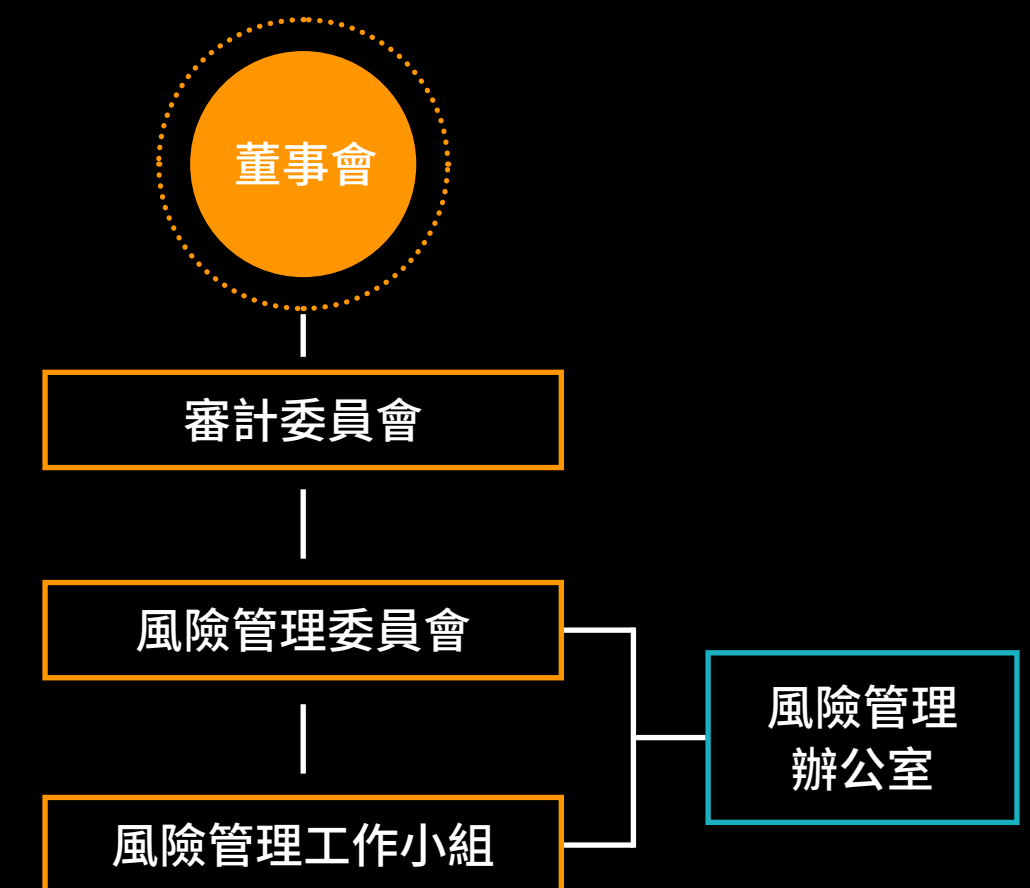 董事會
審計委員會
風險管理委員會
風險管理
辦公室
風險管理工作小組